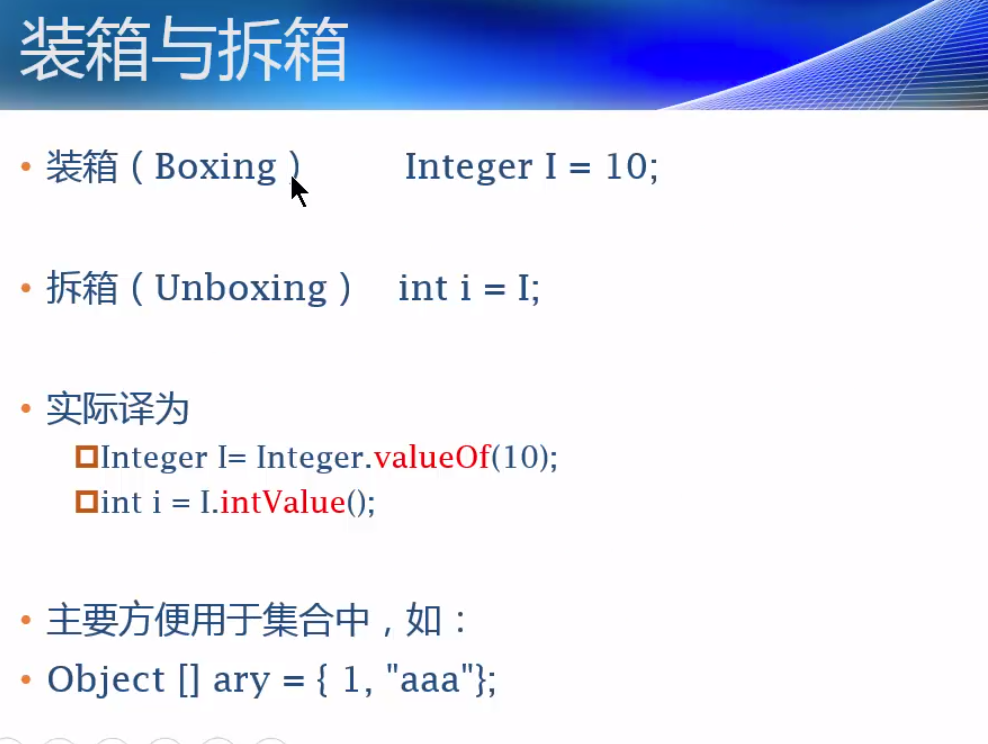 装箱与拆箱
• 装箱（Boxing） Integer I = 10;
• 拆箱（Unboxing） int i = I;
• 实际译为
Integer I= Integer.valueOf(10);
int i = I.intValue();
• 主要方便用于集合中，如：
• Object [] ary = { 1, "aaa"};